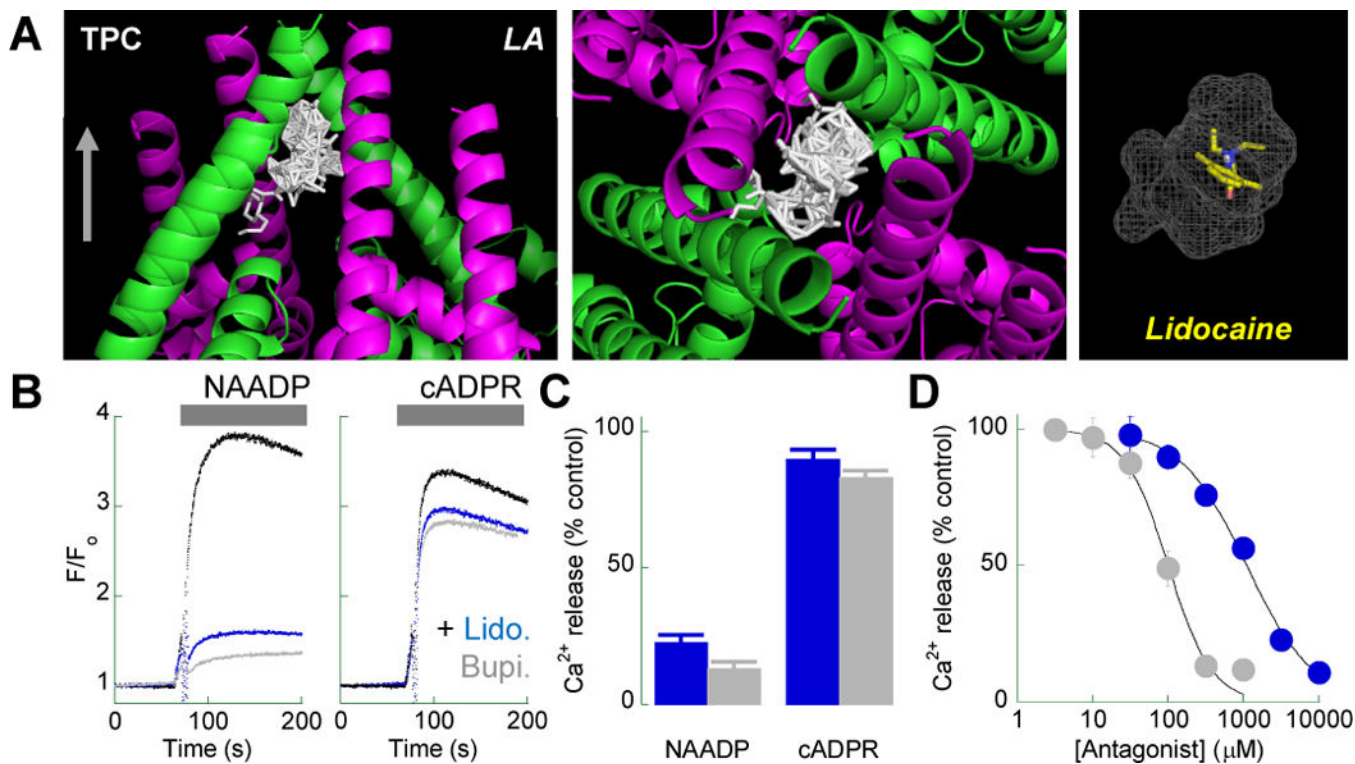 A
TPC
LA
Lidocaine
B
NAADP
cADPR
4
3
2
1
F/Fo
+ Lido.
Bupi.
0
100
200
0
100
200
Time (s)
Time (s)
C
100
50
0
Ca2+ release (% control)
NAADP
cADPR
D
100
50
0
Ca2+ release (% control)
1
10
100
1000
10000
[Antagonist] (μM)